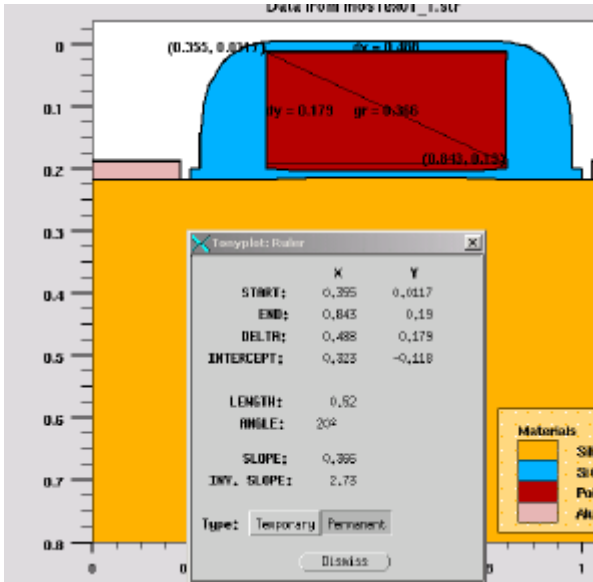 Data from mostex01_1.str
(0.355, 0.0117)
dx = 0.488
dy = 0.179 gr = 0.366
(0.843, 0.19)
0
0.1
0.2
0.3
0.4
0.5
0.6
0.7
0.8
Tonyplot: Ruler
X Y
START: 0.355 0.0117
END: 0.843 0.19
DELTA: 0.488 0.179
INTERCEPT: 0.323 -0.118
LENGTH: 0.52
ANGLE: 20º
SLOPE: 0.366
INV. SLOPE: 2.73
Type: Temporary Permanent
Dismiss
Materials
0 1